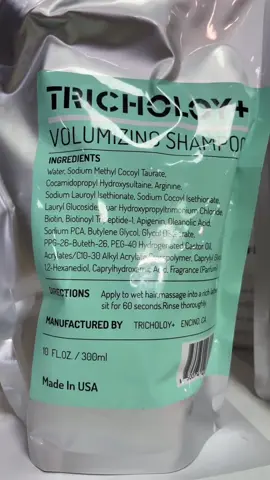 TRICHOLOY+
VOLUMIZING SHAMPOO
INGREDIENTS
Water, Sodium Methyl Cocoyl Taurate,
Cocamidopropyl Hydroxysultaine, Arginine,
Sodium Lauroyl Isethionate, Sodium Cocoyl Isethionate,
Lauryl Glucoside, Guar Hydroxypropyltrimonium Chloride,
Biotin, Biotinoyl Tripeptide-1, Apigenin, Oleanolic Acid,
Sodium PCA, Butylene Glycol, Glycol Distearate,
PPG-26-Buteth-26, PEG-40 Hydrogenated Castor Oil,
Acrylates/C10-30 Alkyl Acrylate Crosspolymer, Caprylyl
1,2-Hexanediol, Caprylhydroxamic Acid, Fragrance (Parfum)
DIRECTIONS Apply to wet hair,massage into a rich
sit for 60 seconds.Rinse thoroughly.
MANUFACTURED BY TRICHOLOY+ ENCINO, CA
10 FL.OZ / 300ml
Made In USA